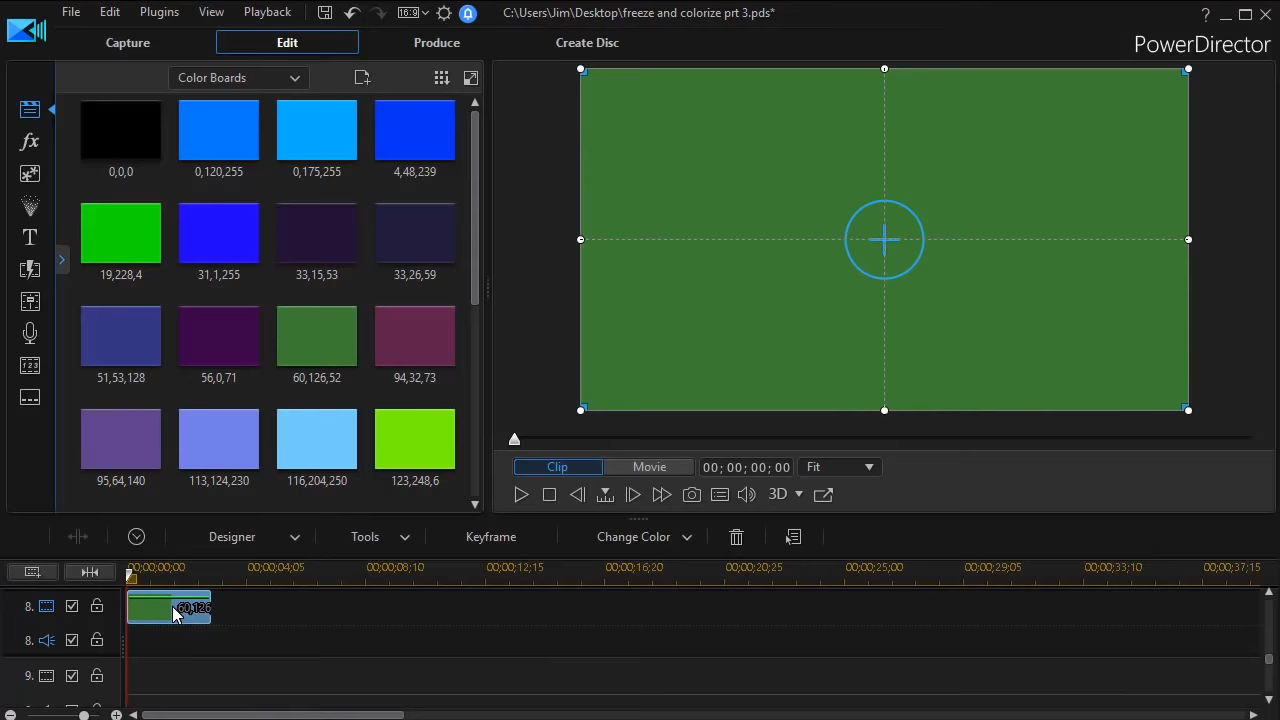 File Edit Plugins View Playback 16:9 C:\Users\Jim\Desktop\freeze and colorize prt 3.pds* ?
Capture Edit Produce Create Disc PowerDirector
Color Boards
0,0,0 0,120,255 0,175,255 4,48,239
fx
T
19,228,4 31,1,255 33,15,53 33,26,59
51,53,128 56,0,71 60,126,52 94,32,73
123
95,64,140 113,124,230 116,204,250 123,248,6
Clip Movie 00; 00; 00; 00 Fit
3D
Designer Tools Keyframe Change Color
00;00;00;00 00;00;04;05 00;00;08;10 00;00;12;15 00;00;16;20 00;00;20;25 00;00;25;00 00;00;29;05 00;00;33;10 00;00;37;15
8. 60,126
8.
9.